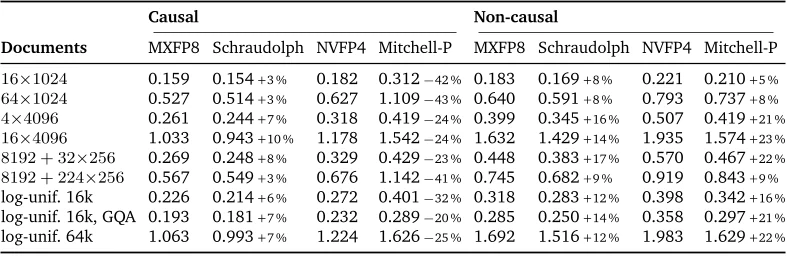 Causal Non-causal
Documents MXFP8 Schraudolph NVFP4 Mitchell-P MXFP8 Schraudolph NVFP4 Mitchell-P
16×1024 0.159 0.154 +3% 0.182 0.312 −42% 0.183 0.169 +8% 0.221 0.210 +5%
64×1024 0.527 0.514 +3% 0.627 1.109 −43% 0.640 0.591 +8% 0.793 0.737 +8%
4×4096 0.261 0.244 +7% 0.318 0.419 −24% 0.399 0.345 +16% 0.507 0.419 +21%
16×4096 1.033 0.943 +10% 1.178 1.542 −24% 1.632 1.429 +14% 1.935 1.574 +23%
8192 + 32×256 0.269 0.248 +8% 0.329 0.429 −23% 0.448 0.383 +17% 0.570 0.467 +22%
8192 + 224×256 0.567 0.549 +3% 0.676 1.142 −41% 0.745 0.682 +9% 0.919 0.843 +9%
log-unif. 16k 0.226 0.214 +6% 0.272 0.401 −32% 0.318 0.283 +12% 0.398 0.342 +16%
log-unif. 16k, GQA 0.193 0.181 +7% 0.232 0.289 −20% 0.285 0.250 +14% 0.358 0.297 +21%
log-unif. 64k 1.063 0.993 +7% 1.224 1.626 −25% 1.692 1.516 +12% 1.983 1.629 +22%